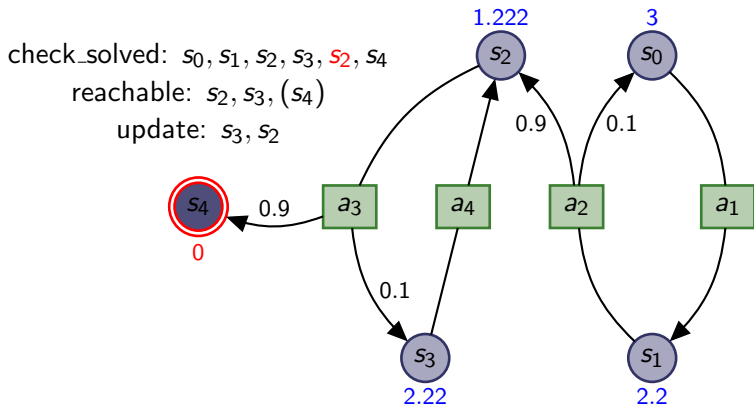 1.222
3
check_solved: s₀, s₁, s₂, s₃, s₂, s₄
s₂
s₀
reachable: s₂, s₃, (s₄)
update: s₃, s₂
0.9
0.1
s₄
0.9
a₃
a₄
a₂
a₁
0
0.1
s₃
s₁
2.22
2.2